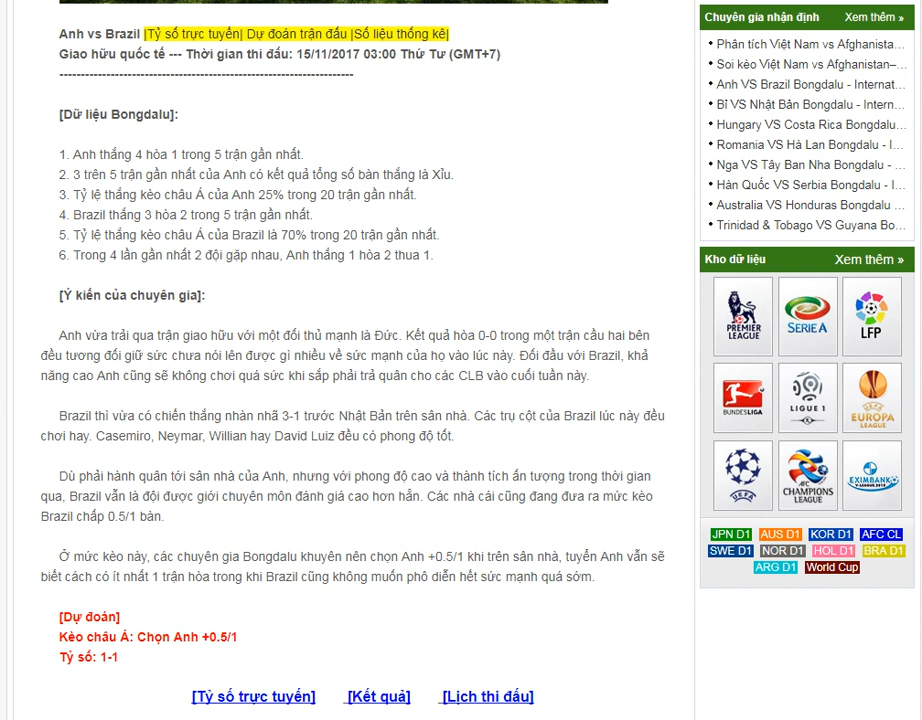 Anh vs Brazil |Tỷ số trực tuyến| Dự đoán trận đấu |Số liệu thống kê|
Giao hữu quốc tế --- Thời gian thi đấu: 15/11/2017 03:00 Thứ Tư (GMT+7)
--------------------------------------------------------------------
[Dữ liệu Bongdalu]:
1. Anh thắng 4 hòa 1 trong 5 trận gần nhất.
2. 3 trên 5 trận gần nhất của Anh có kết quả tổng số bàn thắng là Xỉu.
3. Tỷ lệ thắng kèo châu Á của Anh 25% trong 20 trận gần nhất.
4. Brazil thắng 3 hòa 2 trong 5 trận gần nhất.
5. Tỷ lệ thắng kèo châu Á của Brazil là 70% trong 20 trận gần nhất.
6. Trong 4 lần gần nhất 2 đội gặp nhau, Anh thắng 1 hòa 2 thua 1.
[Ý kiến của chuyên gia]:
Anh vừa trải qua trận giao hữu với một đối thủ mạnh là Đức. Kết quả hòa 0-0 trong một trận cầu hai bên
đều tương đối giữ sức chưa nói lên được gì nhiều về sức mạnh của họ vào lúc này. Đối đầu với Brazil, khả
năng cao Anh cũng sẽ không chơi quá sức khi sắp phải trả quân cho các CLB vào cuối tuần này.
Brazil thì vừa có chiến thắng nhàn nhã 3-1 trước Nhật Bản trên sân nhà. Các trụ cột của Brazil lúc này đều
chơi hay. Casemiro, Neymar, Willian hay David Luiz đều có phong độ tốt.
Dù phải hành quân tới sân nhà của Anh, nhưng với phong độ cao và thành tích ấn tượng trong thời gian
qua, Brazil vẫn là đội được giới chuyên môn đánh giá cao hơn hẳn. Các nhà cái cũng đang đưa ra mức kèo
Brazil chấp 0.5/1 bàn.
Ở mức kèo này, các chuyên gia Bongdalu khuyên nên chọn Anh +0.5/1 khi trên sân nhà, tuyển Anh vẫn sẽ
biết cách có ít nhất 1 trận hòa trong khi Brazil cũng không muốn phô diễn hết sức mạnh quá sớm.
[Dự đoán]
Kèo châu Á: Chọn Anh +0.5/1
Tỷ số: 1-1
[Tỷ số trực tuyến] [Kết quả] [Lịch thi đấu]
Chuyên gia nhận định Xem thêm »
• Phân tích Việt Nam vs Afghanista...
• Soi kèo Việt Nam vs Afghanistan–...
• Anh VS Brazil Bongdalu - Internat...
• Bỉ VS Nhật Bản Bongdalu - Intern...
• Hungary VS Costa Rica Bongdalu...
• Romania VS Hà Lan Bongdalu - I...
• Nga VS Tây Ban Nha Bongdalu - ...
• Hàn Quốc VS Serbia Bongdalu - I...
• Australia VS Honduras Bongdalu ...
• Trinidad & Tobago VS Guyana Bo...
Kho dữ liệu Xem thêm »
PREMIER LEAGUE
SERIE A
LFP
BUNDESLIGA
LIGUE 1
UEFA EUROPA LEAGUE
UEFA
AFC CHAMPIONS LEAGUE
EXIMBANK
JPN D1 AUS D1 KOR D1 AFC CL
SWE D1 NOR D1 HOL D1 BRA D1
ARG D1 World Cup